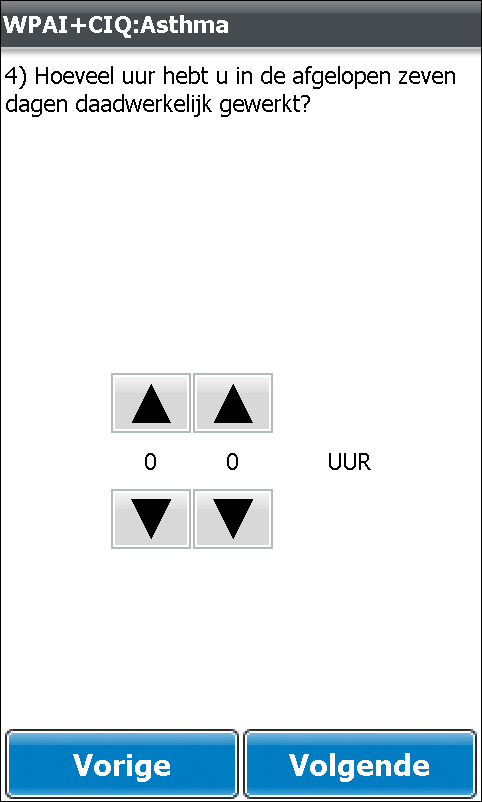 WPAI+CIQ:Asthma
4) Hoeveel uur hebt u in de afgelopen zeven
dagen daadwerkelijk gewerkt?
0 0 UUR
Vorige Volgende